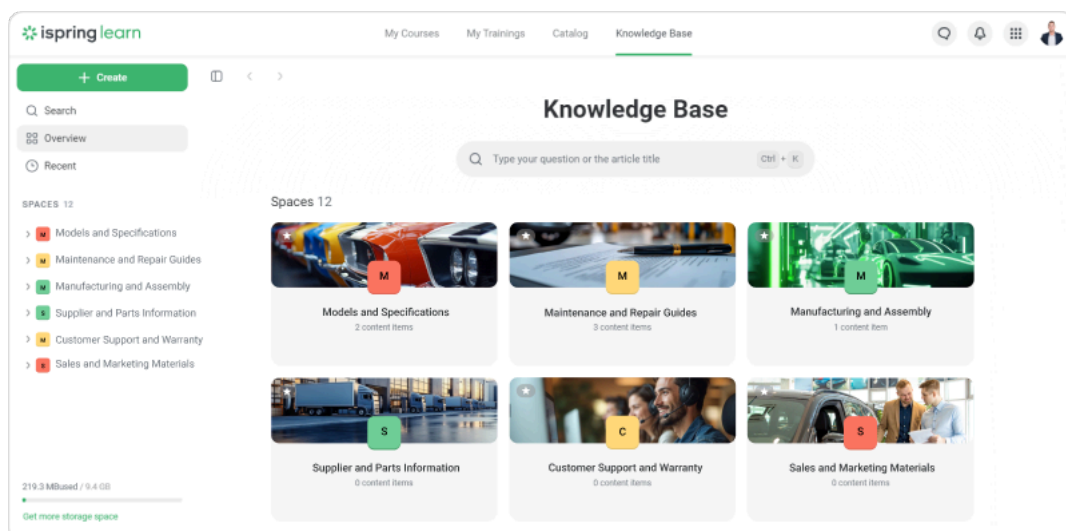 ispring learn
My Courses My Trainings Catalog Knowledge Base
+ Create
Search
Overview
Recent
SPACES 12
M Models and Specifications
M Maintenance and Repair Guides
M Manufacturing and Assembly
S Supplier and Parts Information
M Customer Support and Warranty
S Sales and Marketing Materials
219.3 MBused / 9.4 GB
Get more storage space
Knowledge Base
Type your question or the article title Ctrl + K
Spaces 12
M
Models and Specifications
2 content items
M
Maintenance and Repair Guides
3 content items
M
Manufacturing and Assembly
1 content item
S
Supplier and Parts Information
0 content items
C
Customer Support and Warranty
0 content items
S
Sales and Marketing Materials
0 content items